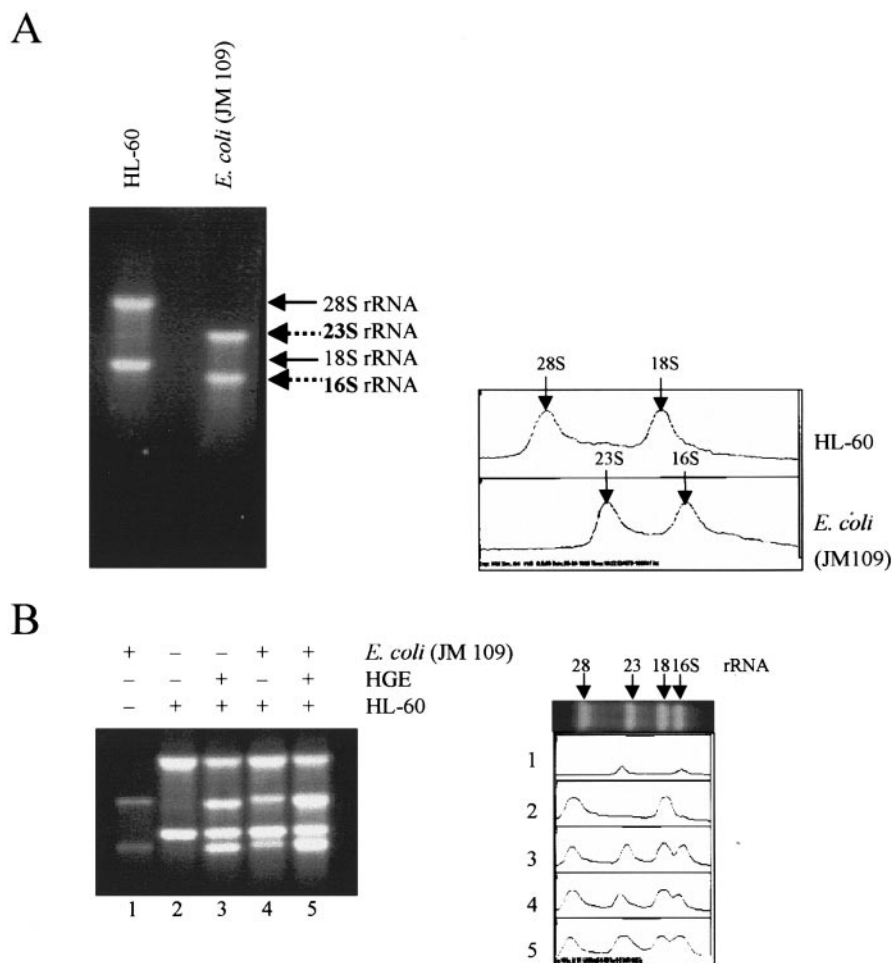 A
HL-60
E. coli (JM 109)
28S rRNA
23S rRNA
18S rRNA
16S rRNA
28S 18S
HL-60
23S 16S
E. coli
(JM109)
B
+ – – + + E. coli (JM 109)
– – + – + HGE
– + + + + HL-60
1 2 3 4 5
28 23 18 16S rRNA
1
2
3
4
5